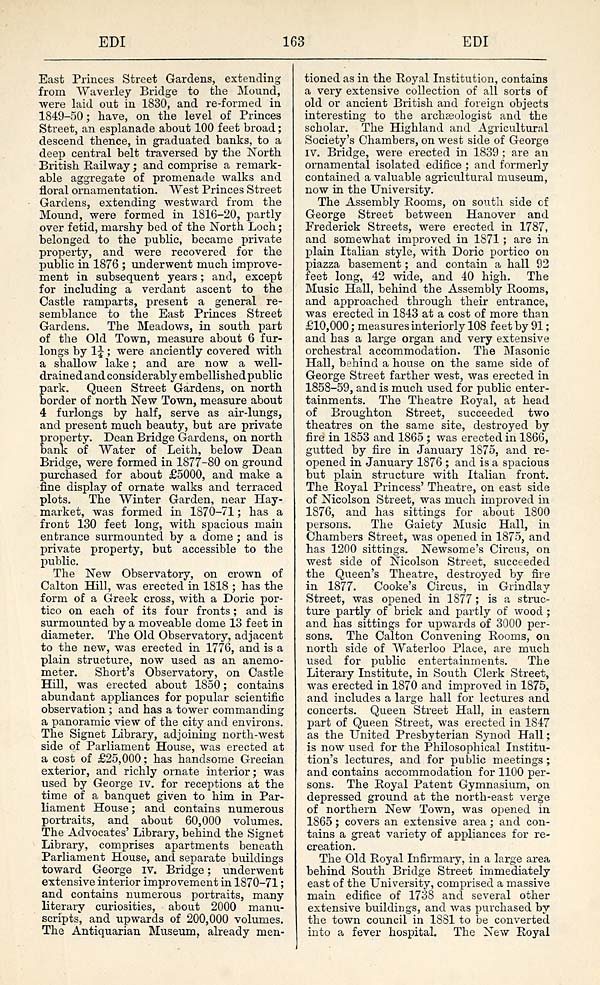 EDI 163 EDI
East Princes Street Gardens, extending
from Waverley Bridge to the Mound,
were laid out in 1830, and re-formed in
1849-50; have, on the level of Princes
Street, an esplanade about 100 feet broad;
descend thence, in graduated banks, to a
deep central belt traversed by the North
British Railway; and comprise a remark-
able aggregate of promenade walks and
floral ornamentation. West Princes Street
Gardens, extending westward from the
Mound, were formed in 1816-20, partly
over fetid, marshy bed of the North Loch;
belonged to the public, became private
property, and were recovered for the
public in 1876; underwent much improve-
ment in subsequent years; and, except
for including a verdant ascent to the
Castle ramparts, present a general re-
semblance to the East Princes Street
Gardens. The Meadows, in south part
of the Old Town, measure about 6 fur-
longs by 1¼; were anciently covered with
a shallow lake; and are now a well-
drained and considerably embellished public
park. Queen Street Gardens, on north
border of north New Town, measure about
4 furlongs by half, serve as air-lungs,
and present much beauty, but are private
property. Dean Bridge Gardens, on north
bank of Water of Leith, below Dean
Bridge, were formed in 1877-80 on ground
purchased for about £5000, and make a
fine display of ornate walks and terraced
plots. The Winter Garden, near Hay-
market, was formed in 1870-71; has a
front 130 feet long, with spacious main
entrance surmounted by a dome; and is
private property, but accessible to the
public.
The New Observatory, on crown of
Calton Hill, was erected in 1818; has the
form of a Greek cross, with a Doric por-
tico on each of its four fronts; and is
surmounted by a moveable dome 13 feet in
diameter. The Old Observatory, adjacent
to the new, was erected in 1776, and is a
plain structure, now used as an anemo-
meter. Short's Observatory, on Castle
Hill, was erected about 1850; contains
abundant appliances for popular scientific
observation; and has a tower commanding
a panoramic view of the city and environs.
The Signet Library, adjoining north-west
side of Parliament House, was erected at
a cost of £25,000; has handsome Grecian
exterior, and richly ornate interior; was
used by George IV. for receptions at the
time of a banquet given to him in Par-
liament House; and contains numerous
portraits, and about 60,000 volumes.
The Advocates' Library, behind the Signet
Library, comprises apartments beneath
Parliament House, and separate buildings
toward George IV. Bridge; underwent
extensive interior improvement in 1870-71;
and contains numerous portraits, many
literary curiosities, about 2000 manu-
scripts, and upwards of 200,000 volumes.
The Antiquarian Museum, already men-
tioned as in the Royal Institution, contains
a very extensive collection of all sorts of
old or ancient British and foreign objects
interesting to the archæologist and the
scholar. The Highland and Agricultural
Society's Chambers, on west side of George
IV. Bridge, were erected in 1839; are an
ornamental isolated edifice; and formerly
contained a valuable agricultural museum,
now in the University.
The Assembly Rooms, on south side of
George Street between Hanover and
Frederick Streets, were erected in 1787,
and somewhat improved in 1871; are in
plain Italian style, with Doric portico on
piazza basement; and contain a hall 92
feet long, 42 wide, and 40 high. The
Music Hall, behind the Assembly Rooms,
and approached through their entrance,
was erected in 1843 at a cost of more than
£10,000; measures interiorly 108 feet by 91;
and has a large organ and very extensive
orchestral accommodation. The Masonic
Hall, behind a house on the same side of
George Street farther west, was erected in
1858-59, and is much used for public enter-
tainments. The Theatre Royal, at head
of Broughton Street, succeeded two
theatres on the same site, destroyed by
fire in 1853 and 1865; was erected in 1866,
gutted by fire in January 1875, and re-
opened in January 1876; and is a spacious
but plain structure with Italian front.
The Royal Princess' Theatre, on east side
of Nicolson Street, was much improved in
1876, and has sittings for about 1800
persons. The Gaiety Music Hall, in
Chambers Street, was opened in 1875, and
has 1200 sittings. Newsome's Circus, on
west side of Nicolson Street, succeeded
the Queen's Theatre, destroyed by fire
in 1877. Cooke's Circus, in Grindlay
Street, was opened in 1877; is a struc-
ture partly of brick and partly of wood;
and has sittings for upwards of 3000 per-
sons. The Calton Convening Rooms, on
north side of Waterloo Place, are much
used for public entertainments. The
Literary Institute, in South Clerk Street,
was erected in 1870 and improved in 1875,
and includes a large hall for lectures and
concerts. Queen Street Hall, in eastern
part of Queen Street, was erected in 1847
as the United Presbyterian Synod Hall;
is now used for the Philosophical Institu-
tion's lectures, and for public meetings;
and contains accommodation for 1100 per-
sons. The Royal Patent Gymnasium, on
depressed ground at the north-east verge
of northern New Town, was opened in
1865; covers an extensive area; and con-
tains a great variety of appliances for re-
creation.
The Old Royal Infirmary, in a large area
behind South Bridge Street immediately
east of the University, comprised a massive
main edifice of 1738 and several other
extensive buildings, and was purchased by
the town council in 1881 to be converted
into a fever hospital. The New Royal